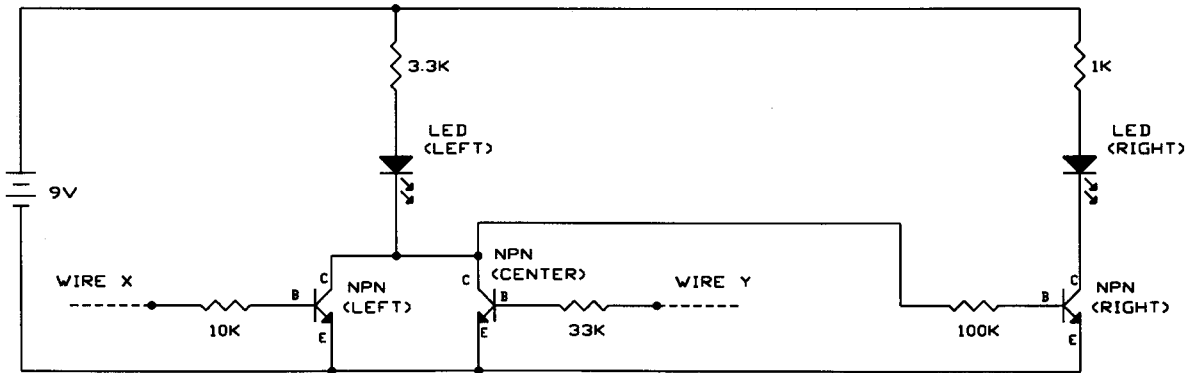 3.3K
1K
LED
(LEFT)
LED
(RIGHT)
9V
WIRE X
10K
B
C
E
NPN
(LEFT)
NPN
(CENTER)
C
B
E
33K
WIRE Y
100K
B
C
E
NPN
(RIGHT)